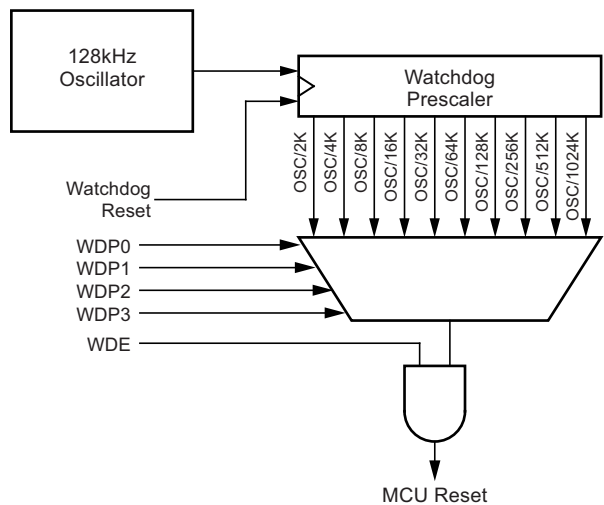 128kHz
Oscillator
Watchdog
Prescaler
OSC/2K
OSC/4K
OSC/8K
OSC/16K
OSC/32K
OSC/64K
OSC/128K
OSC/256K
OSC/512K
OSC/1024K
Watchdog
Reset
WDP0
WDP1
WDP2
WDP3
WDE
MCU Reset